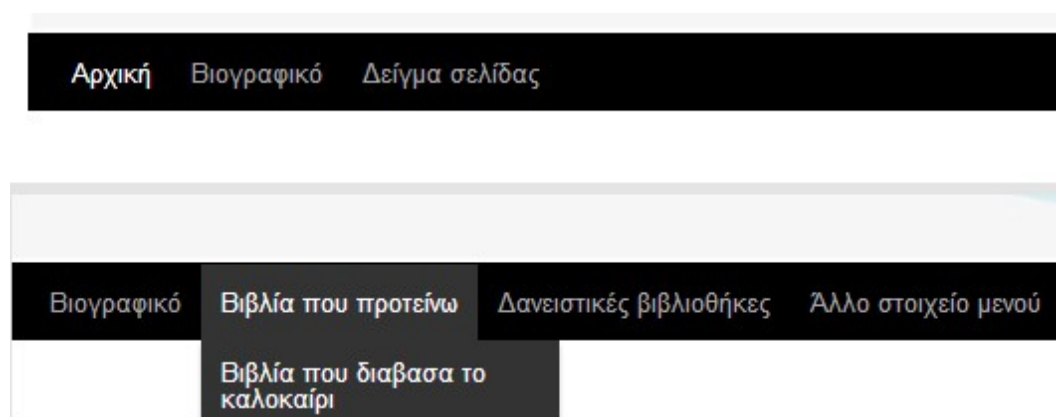 Αρχική Βιογραφικό Δείγμα σελίδας
Βιογραφικό Βιβλία που προτείνω Δανειστικές βιβλιοθήκες Άλλο στοιχείο μενού
Βιβλία που διαβασα το
καλοκαίρι